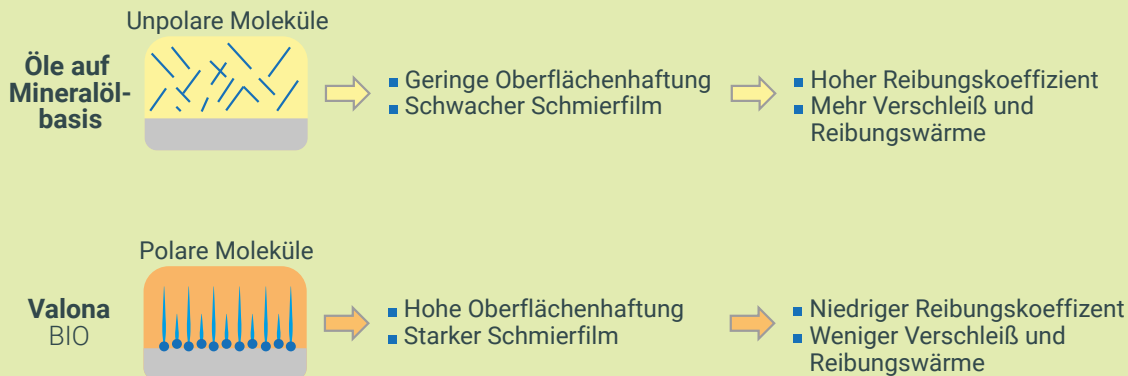 Unpolare Moleküle
Öle auf
Mineralöl-
basis
Geringe Oberflächenhaftung
Schwacher Schmierfilm
Hoher Reibungskoeffizient
Mehr Verschleiß und
Reibungswärme
Polare Moleküle
Valona
BIO
Hohe Oberflächenhaftung
Starker Schmierfilm
Niedriger Reibungskoeffizent
Weniger Verschleiß und
Reibungswärme